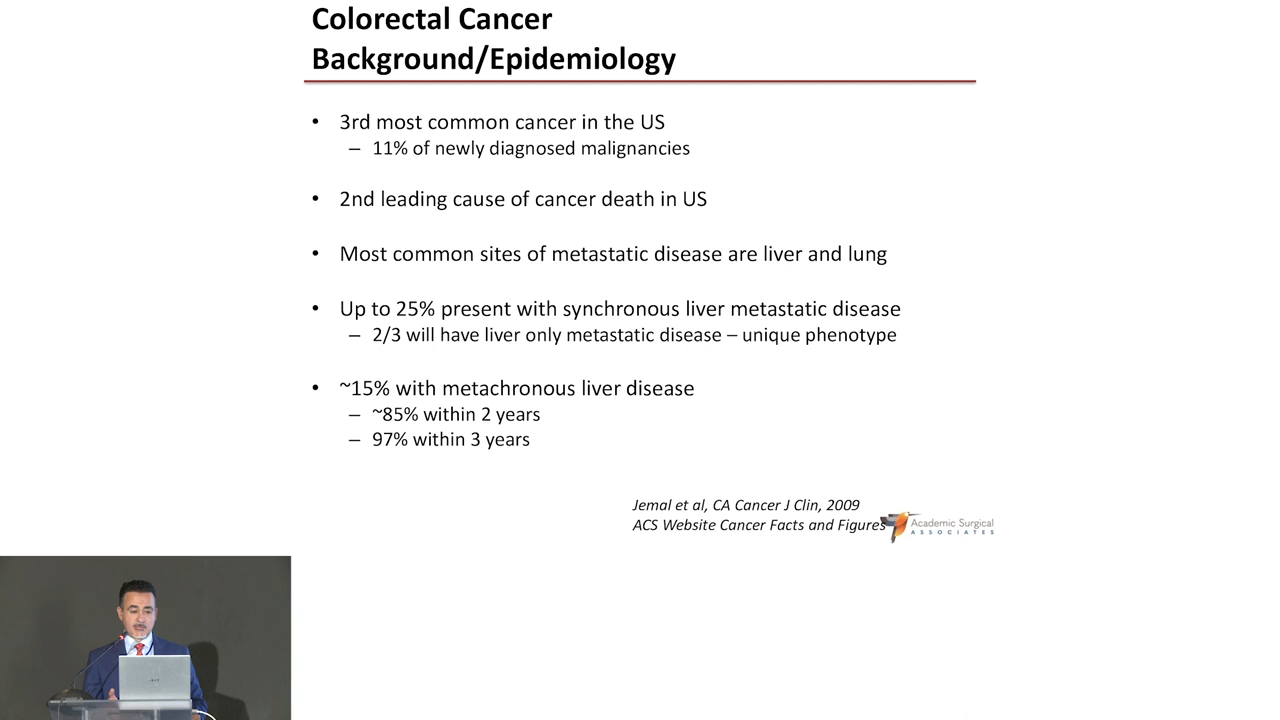 Colorectal Cancer
Background/Epidemiology
• 3rd most common cancer in the US
– 11% of newly diagnosed malignancies
• 2nd leading cause of cancer death in US
• Most common sites of metastatic disease are liver and lung
• Up to 25% present with synchronous liver metastatic disease
– 2/3 will have liver only metastatic disease – unique phenotype
• ~15% with metachronous liver disease
– ~85% within 2 years
– 97% within 3 years
Jemal et al, CA Cancer J Clin, 2009
ACS Website Cancer Facts and Figures
Academic Surgical
ASSOCIATES